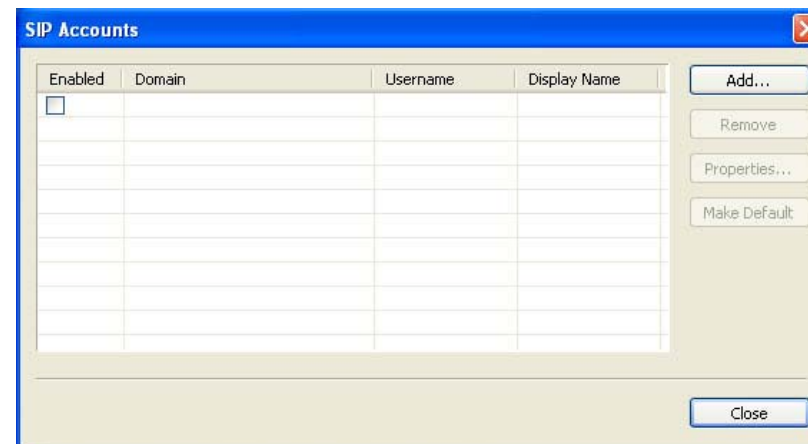 SIP Accounts
Enabled Domain Username Display Name
Add...
Remove
Properties...
Make Default
Close